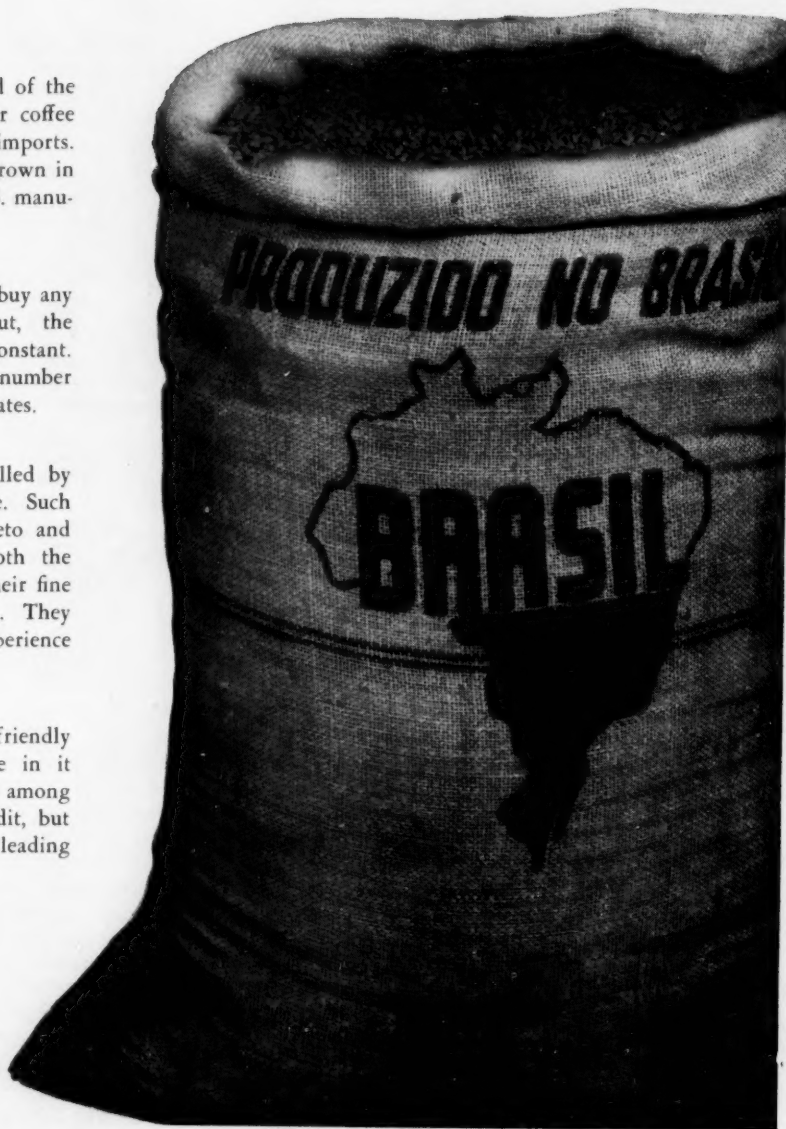 l of the
r coffee
imports.
rown in
. manu-
buy any
ut, the
onstant.
number
ates.
lled by
e. Such
eto and
oth the
eir fine
. They
perience
friendly
e in it
among
dit, but
leading
PRODUZIDO NO BRASI
BRASIL